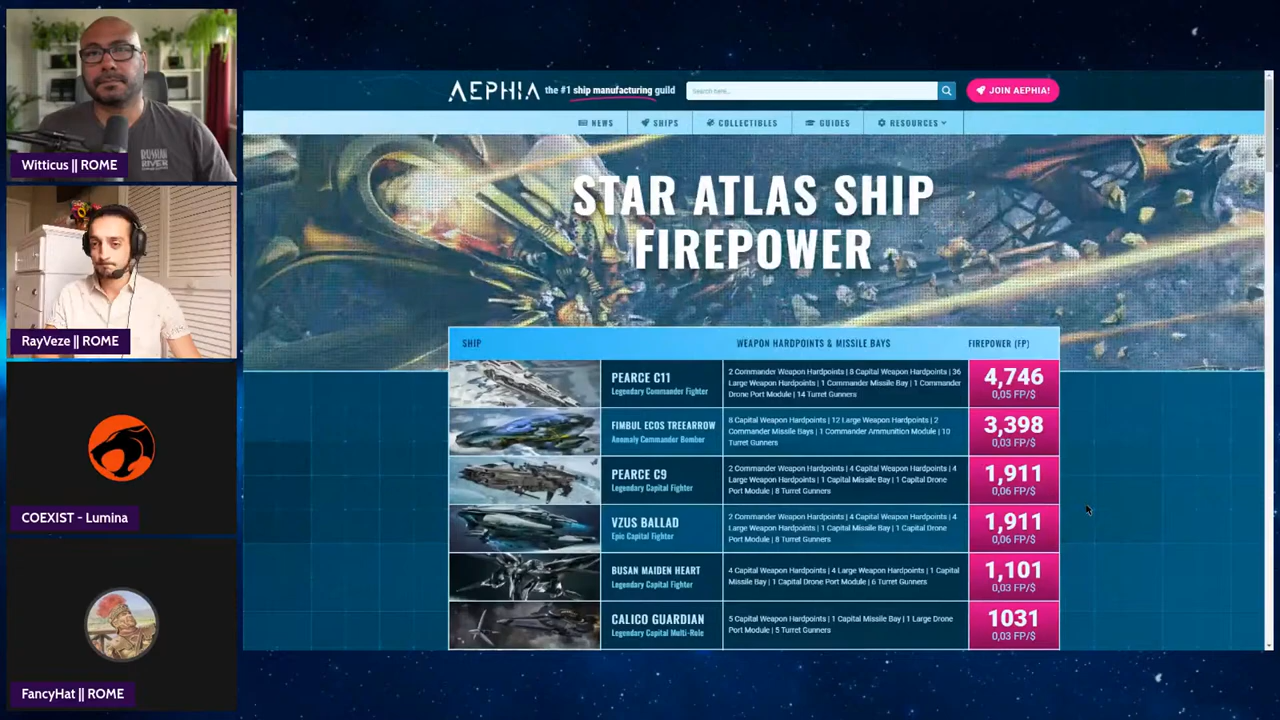 Witticus || ROME
RayVeze || ROME
COEXIST - Lumina
FancyHat || ROME
AEPHIA the #1 ship manufacturing guild
Search here...
JOIN AEPHIA!
NEWS
SHIPS
COLLECTIBLES
GUIDES
RESOURCES
STAR ATLAS SHIP
FIREPOWER
SHIP
WEAPON HARDPOINTS & MISSILE BAYS
FIREPOWER (FP)
PEARCE C11
Legendary Commander Fighter
2 Commander Weapon Hardpoints | 8 Capital Weapon Hardpoints | 36
Large Weapon Hardpoints | 1 Commander Missile Bay | 1 Commander
Drone Port Module | 14 Turret Gunners
4,746
0,05 FP/$
FIMBUL ECOS TREEARROW
Anomaly Commander Bomber
8 Capital Weapon Hardpoints | 12 Large Weapon Hardpoints | 2
Commander Missile Bays | 1 Commander Ammunition Module | 10
Turret Gunners
3,398
0,03 FP/$
PEARCE C9
Legendary Capital Fighter
2 Commander Weapon Hardpoints | 4 Capital Weapon Hardpoints | 4
Large Weapon Hardpoints | 1 Capital Missile Bay | 1 Capital Drone
Port Module | 8 Turret Gunners
1,911
0,06 FP/$
VZUS BALLAD
Epic Capital Fighter
2 Commander Weapon Hardpoints | 4 Capital Weapon Hardpoints | 4
Large Weapon Hardpoints | 1 Capital Missile Bay | 1 Capital Drone
Port Module | 8 Turret Gunners
1,911
0,06 FP/$
BUSAN MAIDEN HEART
Legendary Capital Fighter
4 Capital Weapon Hardpoints | 4 Large Weapon Hardpoints | 1 Capital
Missile Bay | 1 Capital Drone Port Module | 6 Turret Gunners
1,101
0,03 FP/$
CALICO GUARDIAN
Legendary Capital Multi-Role
5 Capital Weapon Hardpoints | 1 Capital Missile Bay | 1 Large Drone
Port Module | 5 Turret Gunners
1031
0,03 FP/$